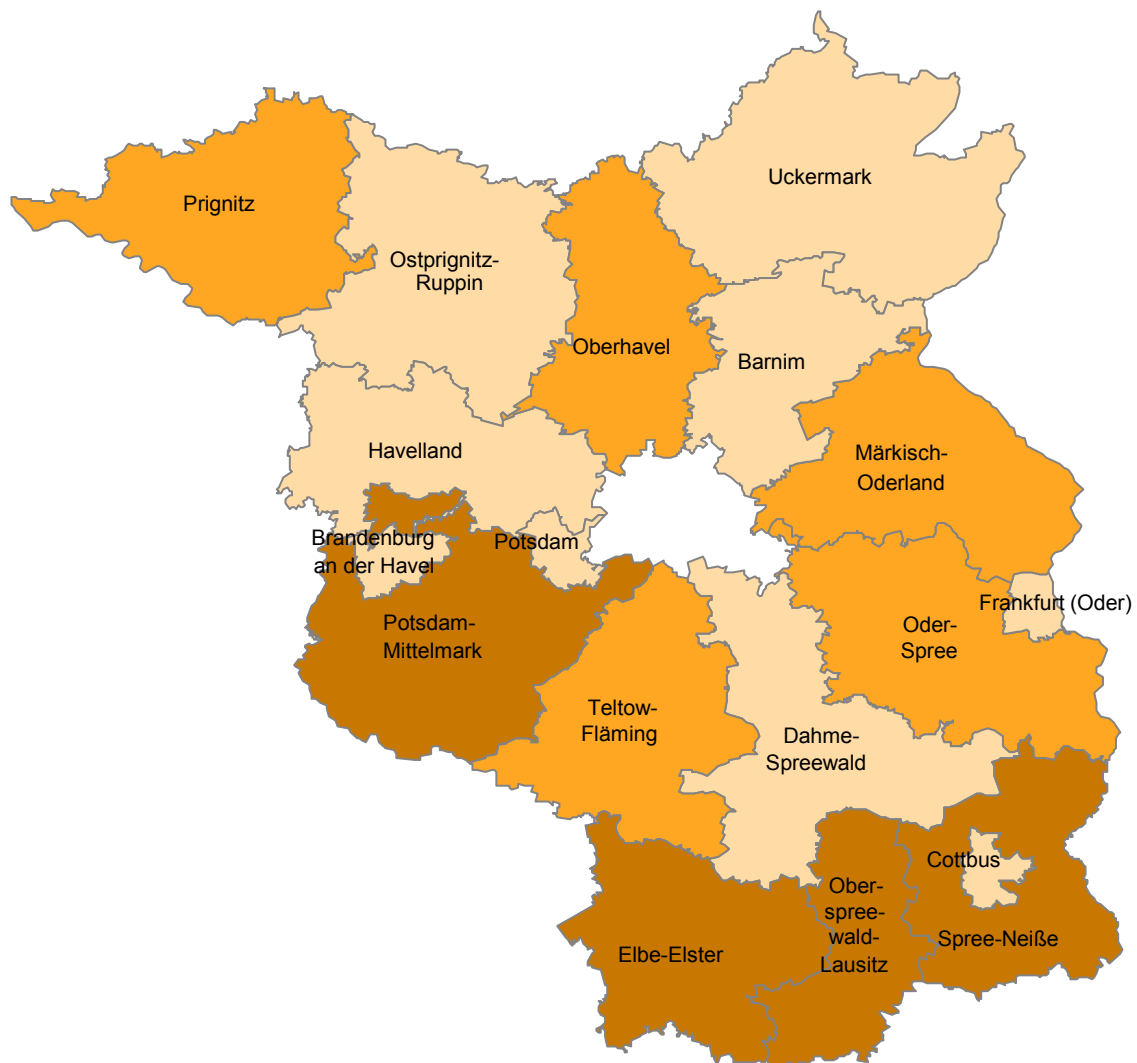 Uckermark
Prignitz
Ostprignitz-
Ruppin
Oberhavel
Barnim
Havelland
Märkisch-
Oderland
Brandenburg
an der Havel
Potsdam
Frankfurt (Oder)
Potsdam-
Mittelmark
Oder-
Spree
Teltow-
Fläming
Dahme-
Spreewald
Cottbus
Ober-
spree-
wald-
Lausitz
Spree-Neiße
Elbe-Elster